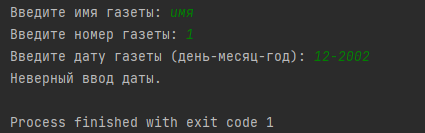 Введите имя газеты: имя
Введите номер газеты: 1
Введите дату газеты (день-месяц-год): 12-2002
Неверный ввод даты.
Process finished with exit code 1